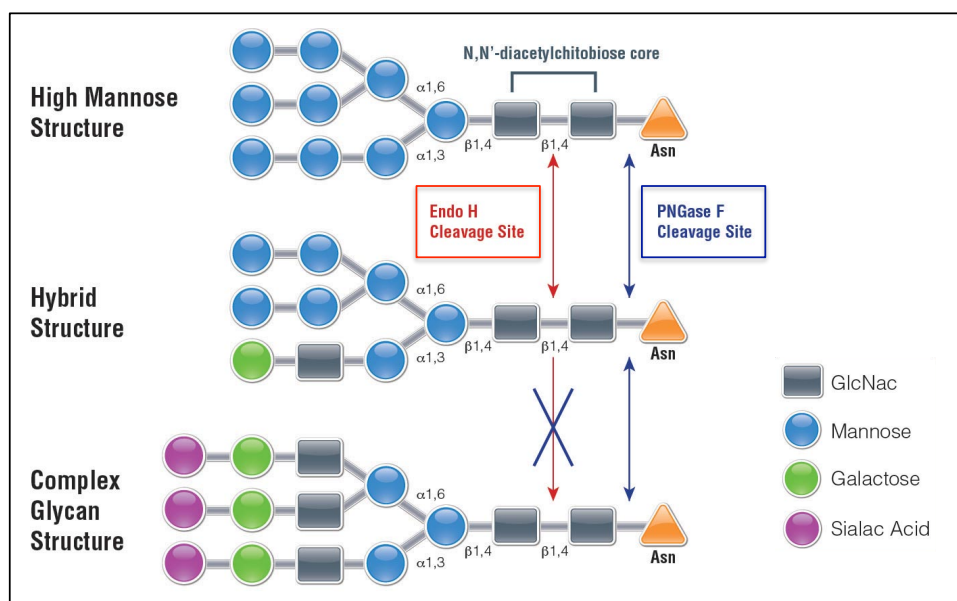 N,N'-diacetylchitobiose core
High Mannose
Structure
α1,6
α1,3
β1,4
β1,4
Asn
Endo H
Cleavage Site
PNGase F
Cleavage Site
Hybrid
Structure
α1,6
α1,3
β1,4
β1,4
Asn
GlcNac
Mannose
Galactose
Sialac Acid
Complex
Glycan
Structure
α1,6
α1,3
β1,4
β1,4
Asn